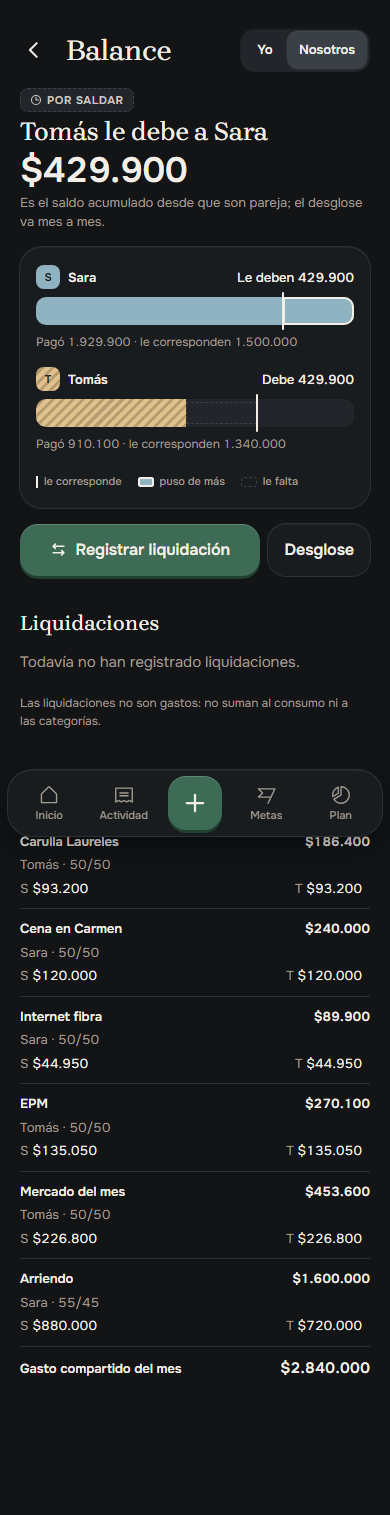 Balance
Yo
Nosotros
POR SALDAR
Tomás le debe a Sara
$429.900
Es el saldo acumulado desde que son pareja; el desglose
va mes a mes.
S Sara Le deben 429.900
Pagó 1.929.900 · le corresponden 1.500.000
T Tomás Debe 429.900
Pagó 910.100 · le corresponden 1.340.000
le corresponde puso de más le falta
Registrar liquidación
Desglose
Liquidaciones
Todavía no han registrado liquidaciones.
Las liquidaciones no son gastos: no suman al consumo ni a
las categorías.
Inicio Actividad Metas Plan
Carulla Laureles $186.400
Tomás · 50/50
S $93.200 T $93.200
Cena en Carmen $240.000
Sara · 50/50
S $120.000 T $120.000
Internet fibra $89.900
Sara · 50/50
S $44.950 T $44.950
EPM $270.100
Tomás · 50/50
S $135.050 T $135.050
Mercado del mes $453.600
Tomás · 50/50
S $226.800 T $226.800
Arriendo $1.600.000
Sara · 55/45
S $880.000 T $720.000
Gasto compartido del mes $2.840.000